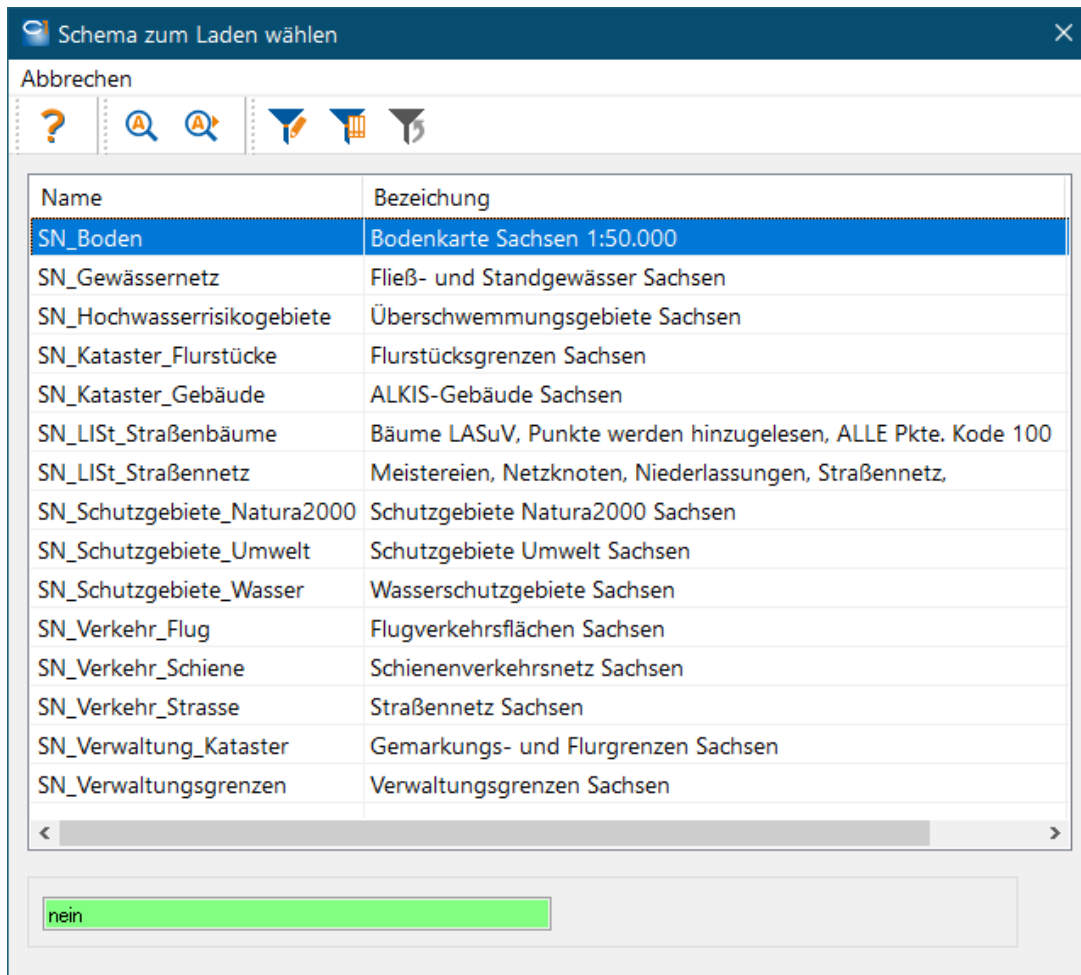 Schema zum Laden wählen
Abbrechen
Name Bezeichung
SN_Boden Bodenkarte Sachsen 1:50.000
SN_Gewässernetz Fließ- und Standgewässer Sachsen
SN_Hochwasserrisikogebiete Überschwemmungsgebiete Sachsen
SN_Kataster_Flurstücke Flurstücksgrenzen Sachsen
SN_Kataster_Gebäude ALKIS-Gebäude Sachsen
SN_LISt_Straßenbäume Bäume LASuV, Punkte werden hinzugelesen, ALLE Pkte. Kode 100
SN_LISt_Straßennetz Meistereien, Netzknoten, Niederlassungen, Straßennetz,
SN_Schutzgebiete_Natura2000 Schutzgebiete Natura2000 Sachsen
SN_Schutzgebiete_Umwelt Schutzgebiete Umwelt Sachsen
SN_Schutzgebiete_Wasser Wasserschutzgebiete Sachsen
SN_Verkehr_Flug Flugverkehrsflächen Sachsen
SN_Verkehr_Schiene Schienenverkehrsnetz Sachsen
SN_Verkehr_Strasse Straßennetz Sachsen
SN_Verwaltung_Kataster Gemarkungs- und Flurgrenzen Sachsen
SN_Verwaltungsgrenzen Verwaltungsgrenzen Sachsen
nein